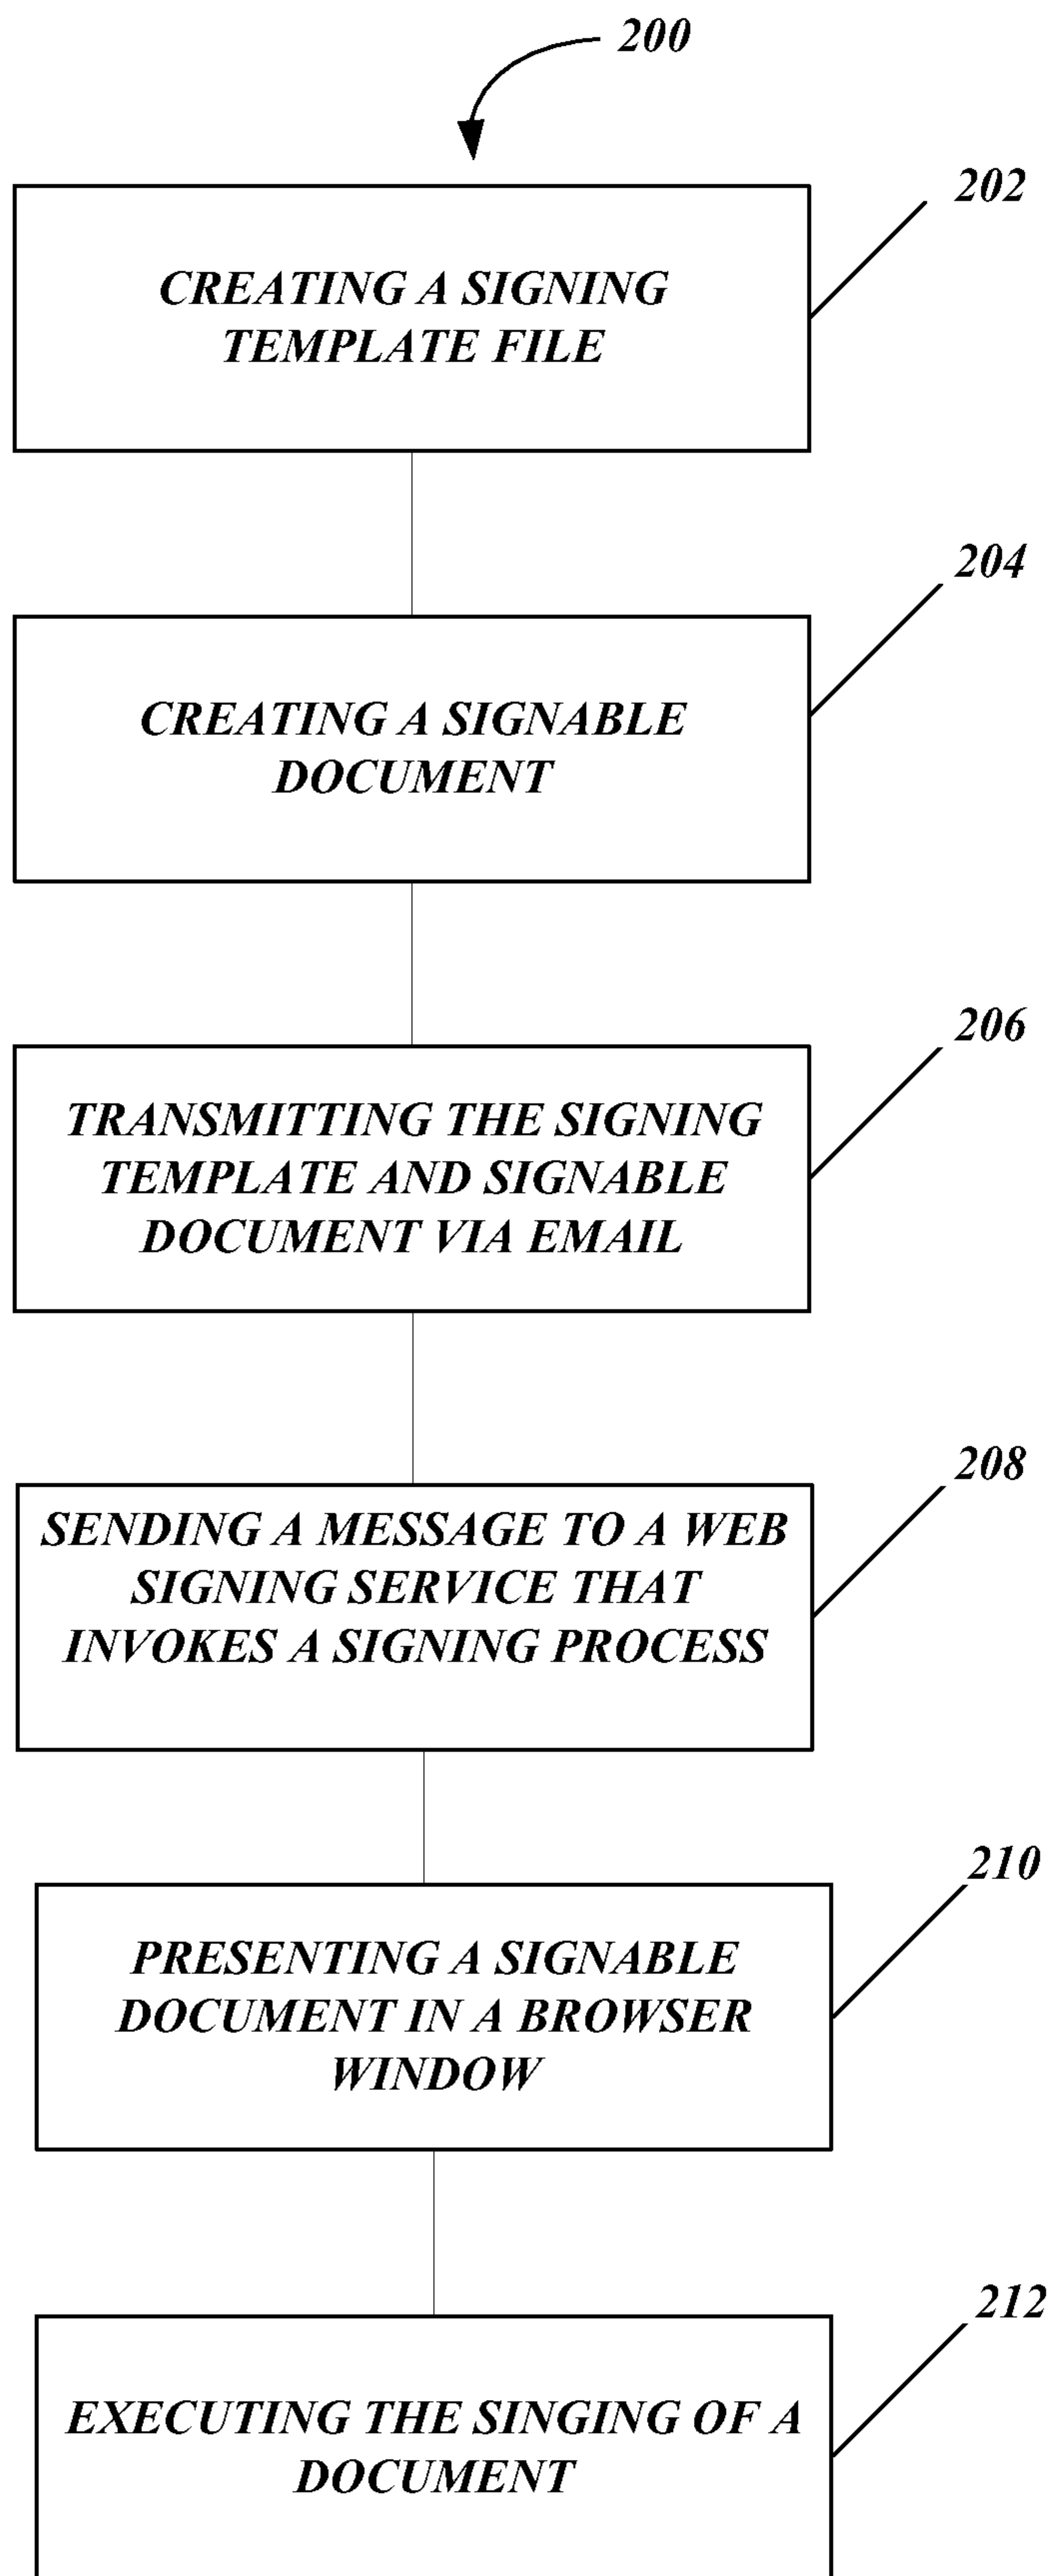 200
202
CREATING A SIGNING
TEMPLATE FILE
204
CREATING A SIGNABLE
DOCUMENT
206
TRANSMITTING THE SIGNING
TEMPLATE AND SIGNABLE
DOCUMENT VIA EMAIL
208
SENDING A MESSAGE TO A WEB
SIGNING SERVICE THAT
INVOKES A SIGNING PROCESS
210
PRESENTING A SIGNABLE
DOCUMENT IN A BROWSER
WINDOW
212
EXECUTING THE SINGING OF A
DOCUMENT